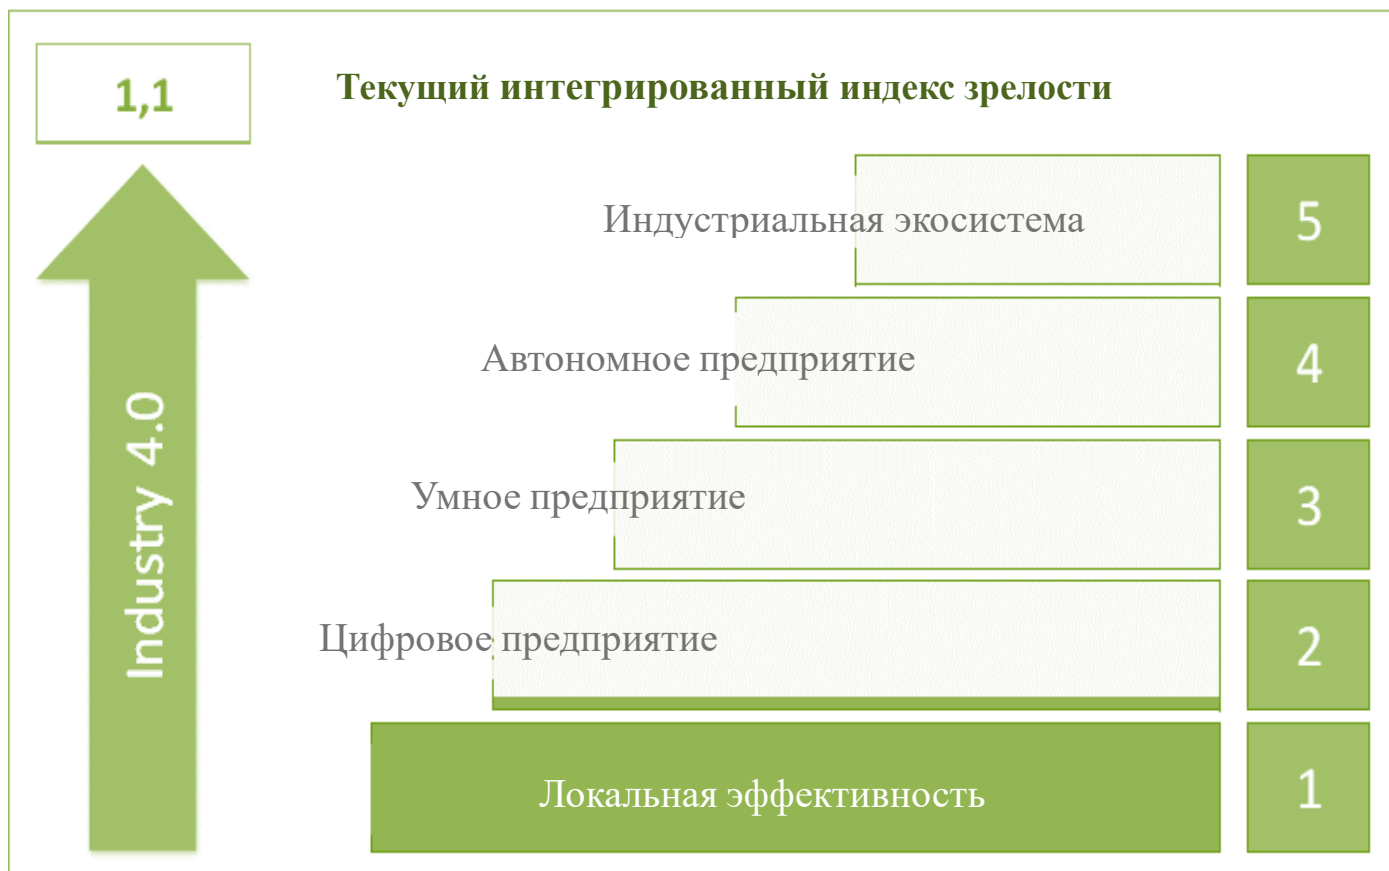 1,1
Текущий интегрированный индекс зрелости
Индустриальная экосистема
5
Автономное предприятие
4
Умное предприятие
3
Цифровое предприятие
2
Локальная эффективность
1
Industry 4.0